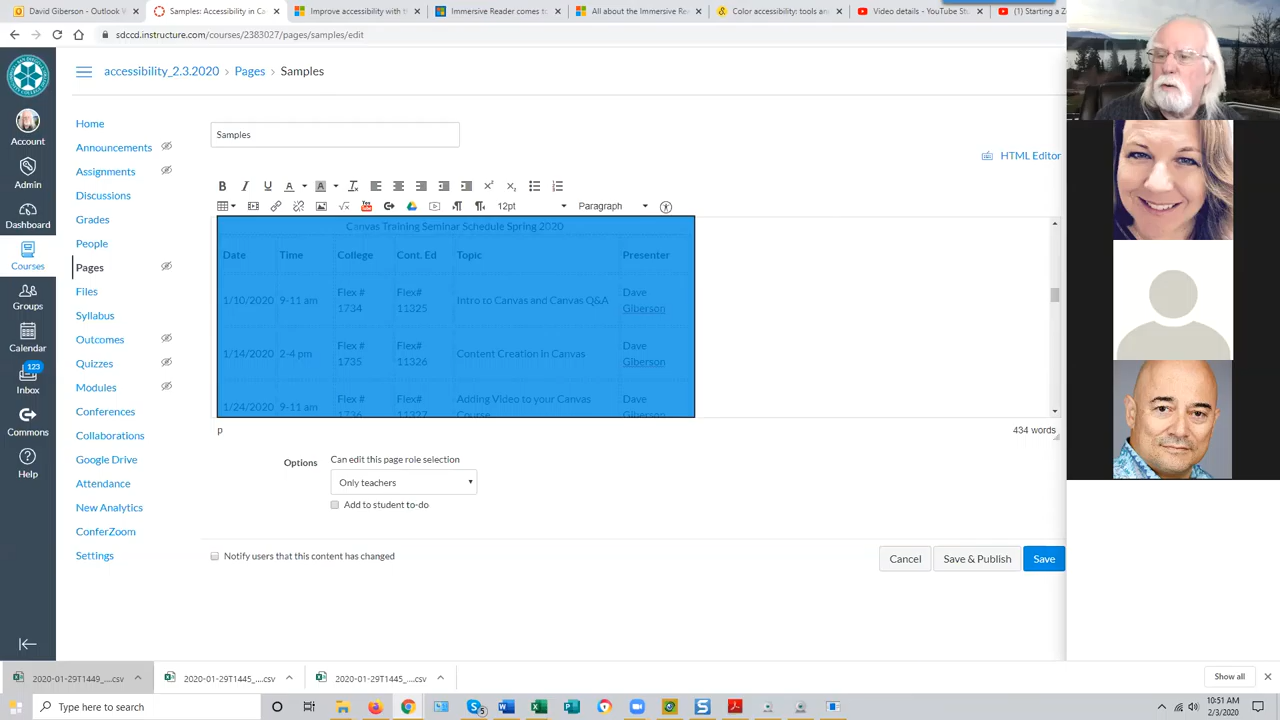 David Giberson - Outlook V
Samples: Accessibility in Ca
Improve accessibility with th
Immersive Reader comes to
All about the Immersive Rea
Color accessibility tools an
Video details - YouTube Stu
(1) Starting a Z
sdccd.instructure.com/courses/2383027/pages/samples/edit
accessibility_2.3.2020 > Pages > Samples
Account
Admin
Dashboard
Courses
Groups
Calendar
123
Inbox
Commons
Help
Home
Announcements
Assignments
Discussions
Grades
People
Pages
Files
Syllabus
Outcomes
Quizzes
Modules
Conferences
Collaborations
Google Drive
Attendance
New Analytics
ConferZoom
Settings
Samples
HTML Editor
12pt Paragraph
Canvas Training Seminar Schedule Spring 2020
Date Time College Cont. Ed Topic Presenter
1/10/2020 9-11 am Flex # 1734 Flex# 11325 Intro to Canvas and Canvas Q&A Dave Giberson
1/14/2020 2-4 pm Flex # 1735 Flex# 11326 Content Creation in Canvas Dave Giberson
1/24/2020 9-11 am Flex # 1736 Flex# 11327 Adding Video to your Canvas Course Dave Giberson
p 434 words
Options
Can edit this page role selection
Only teachers
Add to student to-do
Notify users that this content has changed
Cancel Save & Publish Save
2020-01-29T1449_....csv
2020-01-29T1445_....csv
2020-01-29T1445_....csv
Show all
Type here to search
10:51 AM
2/3/2020